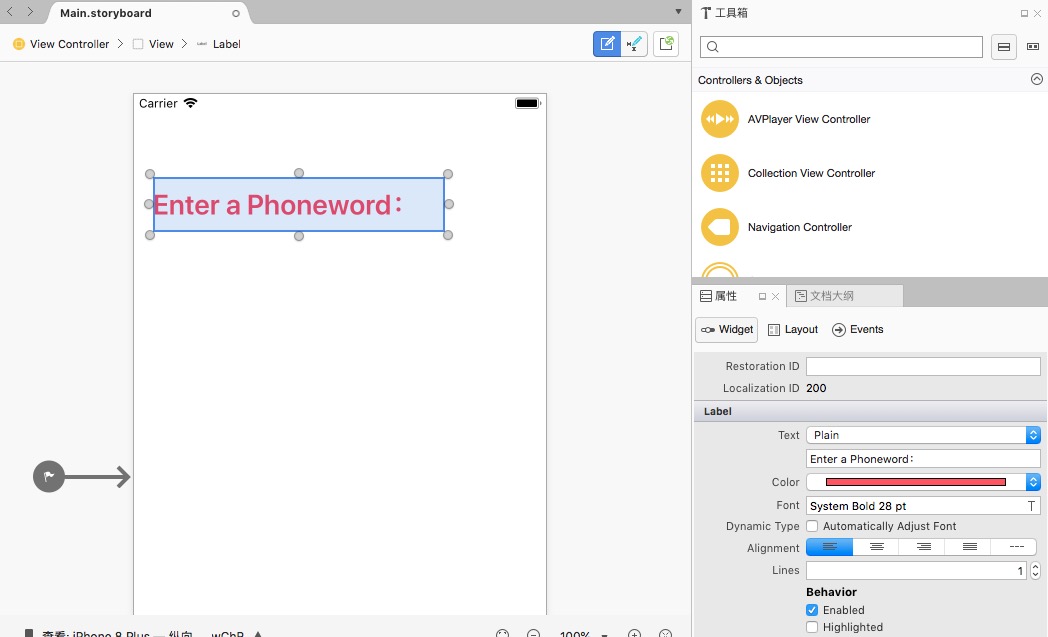 Main.storyboard
View Controller
View
Label
Label
Carrier
Enter a Phoneword：
查看: iPhone 8 Plus — 纵向
wChR
100%
工具箱
Controllers & Objects
AVPlayer View Controller
Collection View Controller
Navigation Controller
属性
文档大纲
Widget
Layout
Events
Restoration ID
Localization ID 200
Label
Text Plain
Enter a Phoneword：
Color
Font System Bold 28 pt
Dynamic Type Automatically Adjust Font
Alignment
Lines 1
Behavior
Enabled
Highlighted